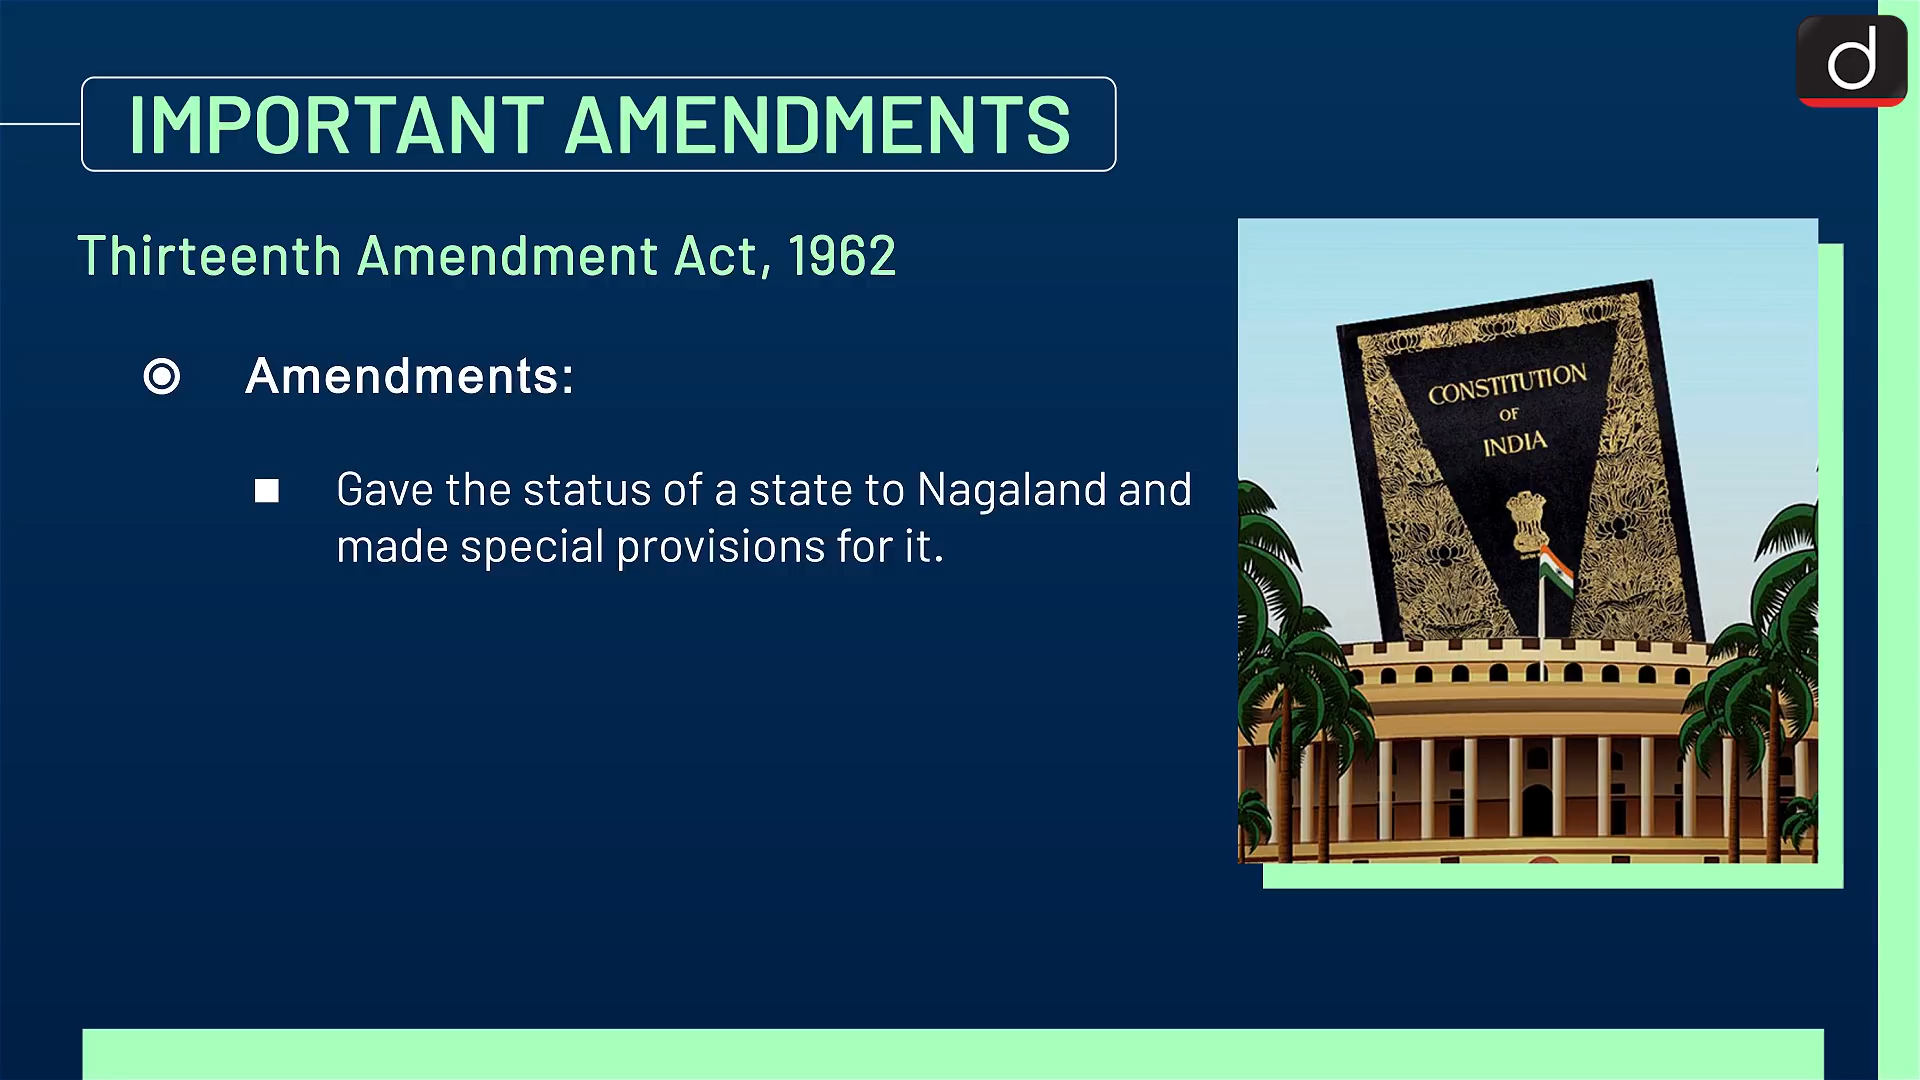 d
IMPORTANT AMENDMENTS
Thirteenth Amendment Act, 1962
Amendments:
Gave the status of a state to Nagaland and
made special provisions for it.
CONSTITUTION
OF
INDIA